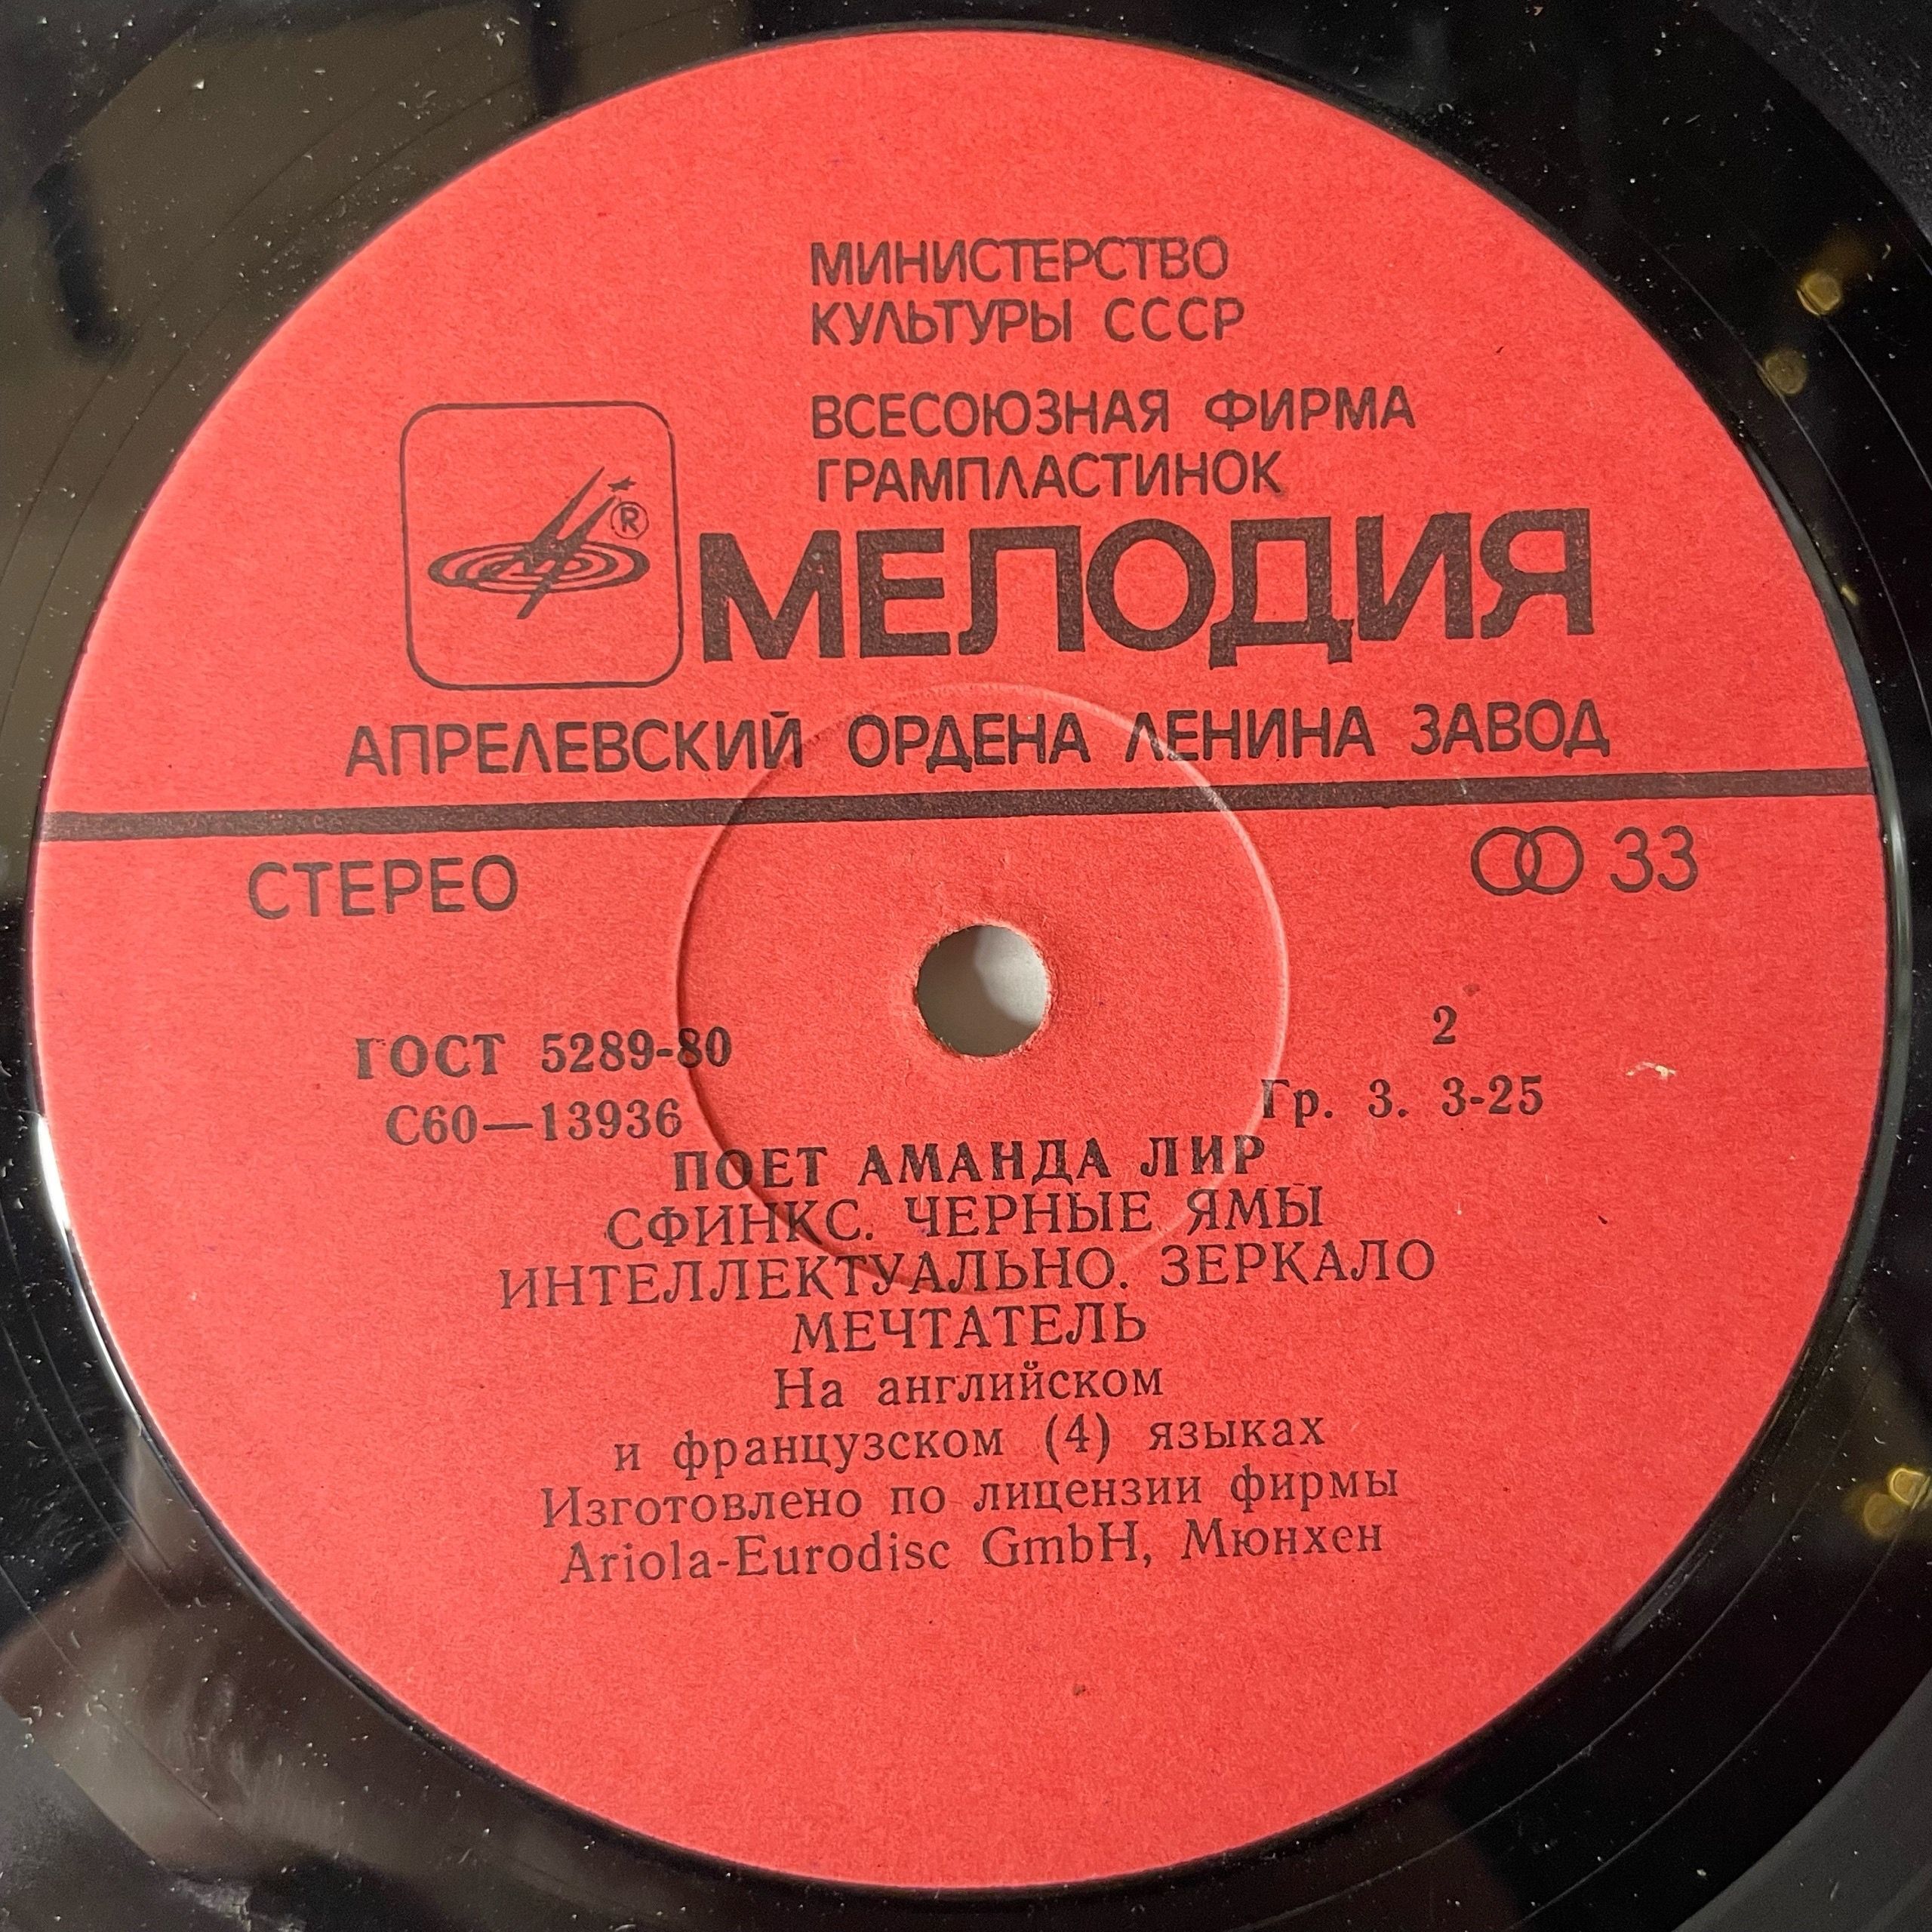 МИНИСТЕРСТВО
КУЛЬТУРЫ СССР
ВСЕСОЮЗНАЯ ФИРМА
ГРАМПЛАСТИНОК
®
МЕЛОДИЯ
АПРЕЛЕВСКИЙ ОРДЕНА ЛЕНИНА ЗАВОД
СТЕРЕО
33
ГОСТ 5289-80
2
С60—13936
Гр. 3. 3-25
ПОЕТ АМАНДА ЛИР
СФИНКС. ЧЕРНЫЕ ЯМЫ
ИНТЕЛЛЕКТУАЛЬНО. ЗЕРКАЛО
МЕЧТАТЕЛЬ
На английском
и французском (4) языках
Изготовлено по лицензии фирмы
Ariola-Eurodisc GmbH, Мюнхен